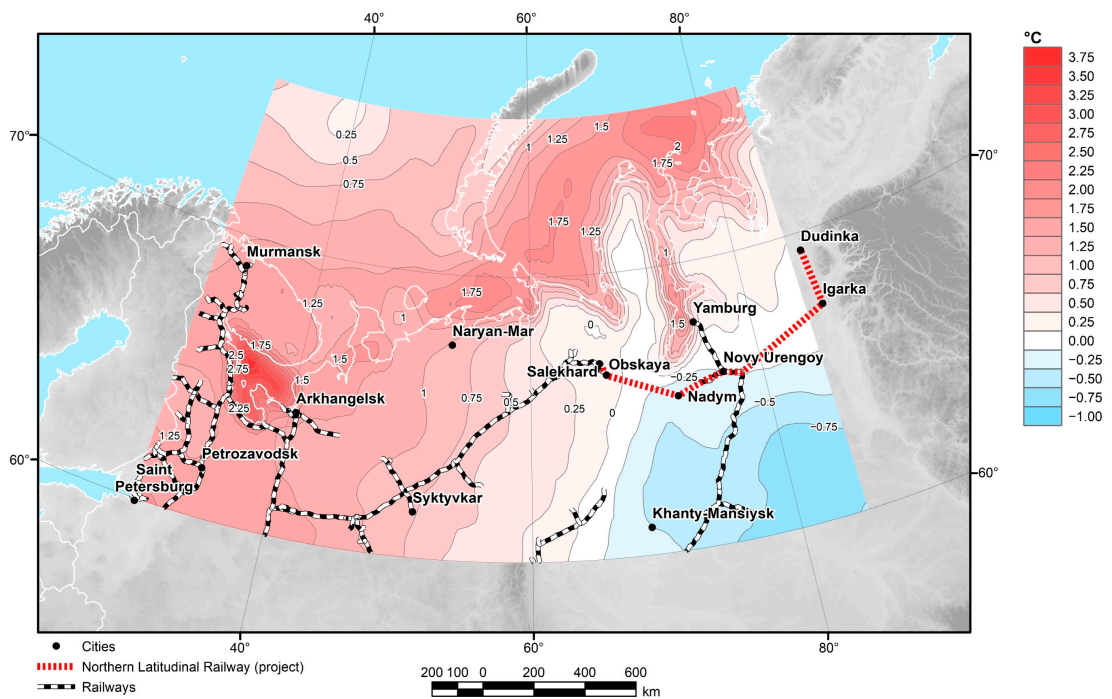 40° 60° 80°
°C
3.75
3.50
3.25
3.00
2.75
2.50
2.25
2.00
1.75
1.50
1.25
1.00
0.75
0.50
0.25
0.00
−0.25
−0.50
−0.75
−1.00
70° 70°
0.25
0.5
0.75
1 1.25 1.5
2
1.75
1.75
1.25
1
Dudinka
Murmansk
Igarka
1.25
1.75
1
Yamburg
1.5
0
Naryan-Mar
1.75
2.5
2.75
1.5
1.5
2.25
Obskaya
Salekhard
Novy Urengoy
−0.25
Nadym
Arkhangelsk
1
0.75
0.5
0.25
0
−0.5
−0.75
1.25
60° 60°
Petrozavodsk
Saint
Petersburg
Syktyvkar
Khanty-Mansiysk
40° 60° 80°
Cities
Northern Latitudinal Railway (project)
Railways
200 100 0 200 400 600
km